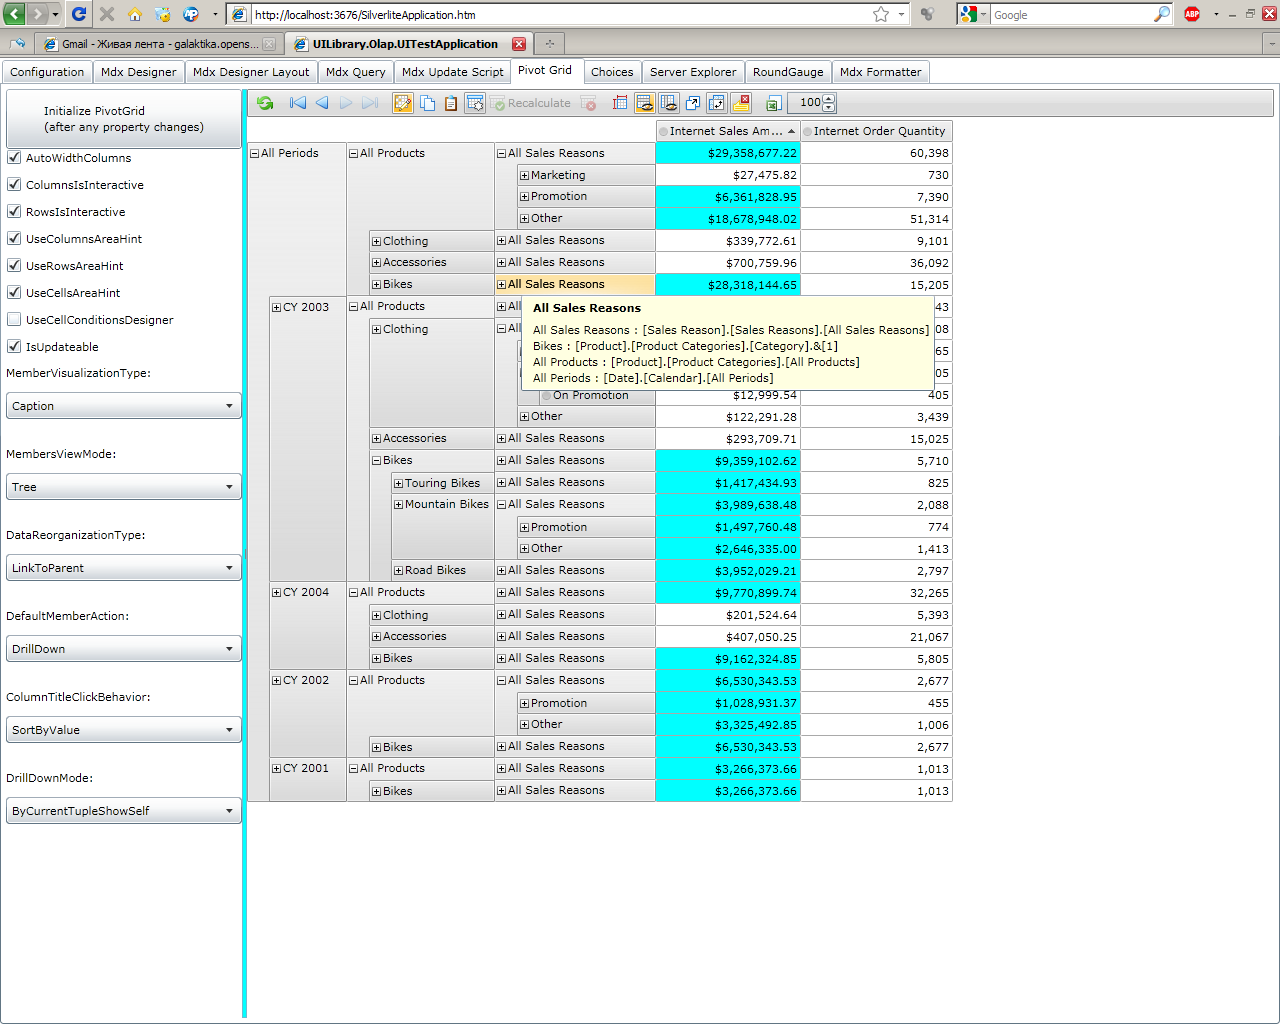 http://localhost:3676/SilverliteApplication.htm
Google
ABP
Gmail - Живая лента - galaktika.opens...
UILibrary.Olap.UITestApplication
Configuration
Mdx Designer
Mdx Designer Layout
Mdx Query
Mdx Update Script
Pivot Grid
Choices
Server Explorer
RoundGauge
Mdx Formatter
Initialize PivotGrid
(after any property changes)
Recalculate
100
AutoWidthColumns
ColumnsIsInteractive
RowsIsInteractive
UseColumnsAreaHint
UseRowsAreaHint
UseCellsAreaHint
UseCellConditionsDesigner
IsUpdateable
MemberVisualizationType:
Caption
MembersViewMode:
Tree
DataReorganizationType:
LinkToParent
DefaultMemberAction:
DrillDown
ColumnTitleClickBehavior:
SortByValue
DrillDownMode:
ByCurrentTupleShowSelf
Internet Sales Am... Internet Order Quantity
All Periods All Products All Sales Reasons $29,358,677.22 60,398
Marketing $27,475.82 730
Promotion $6,361,828.95 7,390
Other $18,678,948.02 51,314
Clothing All Sales Reasons $339,772.61 9,101
Accessories All Sales Reasons $700,759.96 36,092
Bikes All Sales Reasons $28,318,144.65 15,205
CY 2003 All Products Al 43
Clothing Al 08
65
05
All Sales Reasons
All Sales Reasons : [Sales Reason].[Sales Reasons].[All Sales Reasons]
Bikes : [Product].[Product Categories].[Category].&[1]
All Products : [Product].[Product Categories].[All Products]
All Periods : [Date].[Calendar].[All Periods]
On Promotion $12,999.54 405
Other $122,291.28 3,439
Accessories All Sales Reasons $293,709.71 15,025
Bikes All Sales Reasons $9,359,102.62 5,710
Touring Bikes All Sales Reasons $1,417,434.93 825
Mountain Bikes All Sales Reasons $3,989,638.48 2,088
Promotion $1,497,760.48 774
Other $2,646,335.00 1,413
Road Bikes All Sales Reasons $3,952,029.21 2,797
CY 2004 All Products All Sales Reasons $9,770,899.74 32,265
Clothing All Sales Reasons $201,524.64 5,393
Accessories All Sales Reasons $407,050.25 21,067
Bikes All Sales Reasons $9,162,324.85 5,805
CY 2002 All Products All Sales Reasons $6,530,343.53 2,677
Promotion $1,028,931.37 455
Other $3,325,492.85 1,006
Bikes All Sales Reasons $6,530,343.53 2,677
CY 2001 All Products All Sales Reasons $3,266,373.66 1,013
Bikes All Sales Reasons $3,266,373.66 1,013